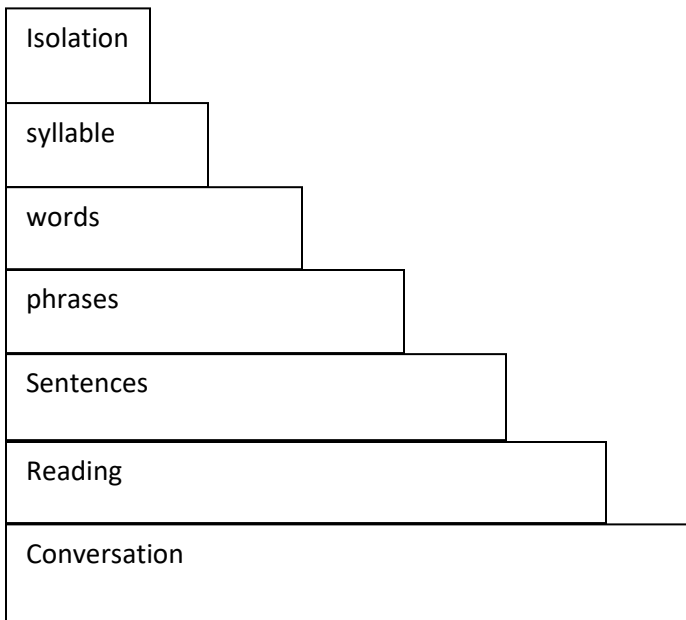 Isolation
syllable
words
phrases
Sentences
Reading
Conversation